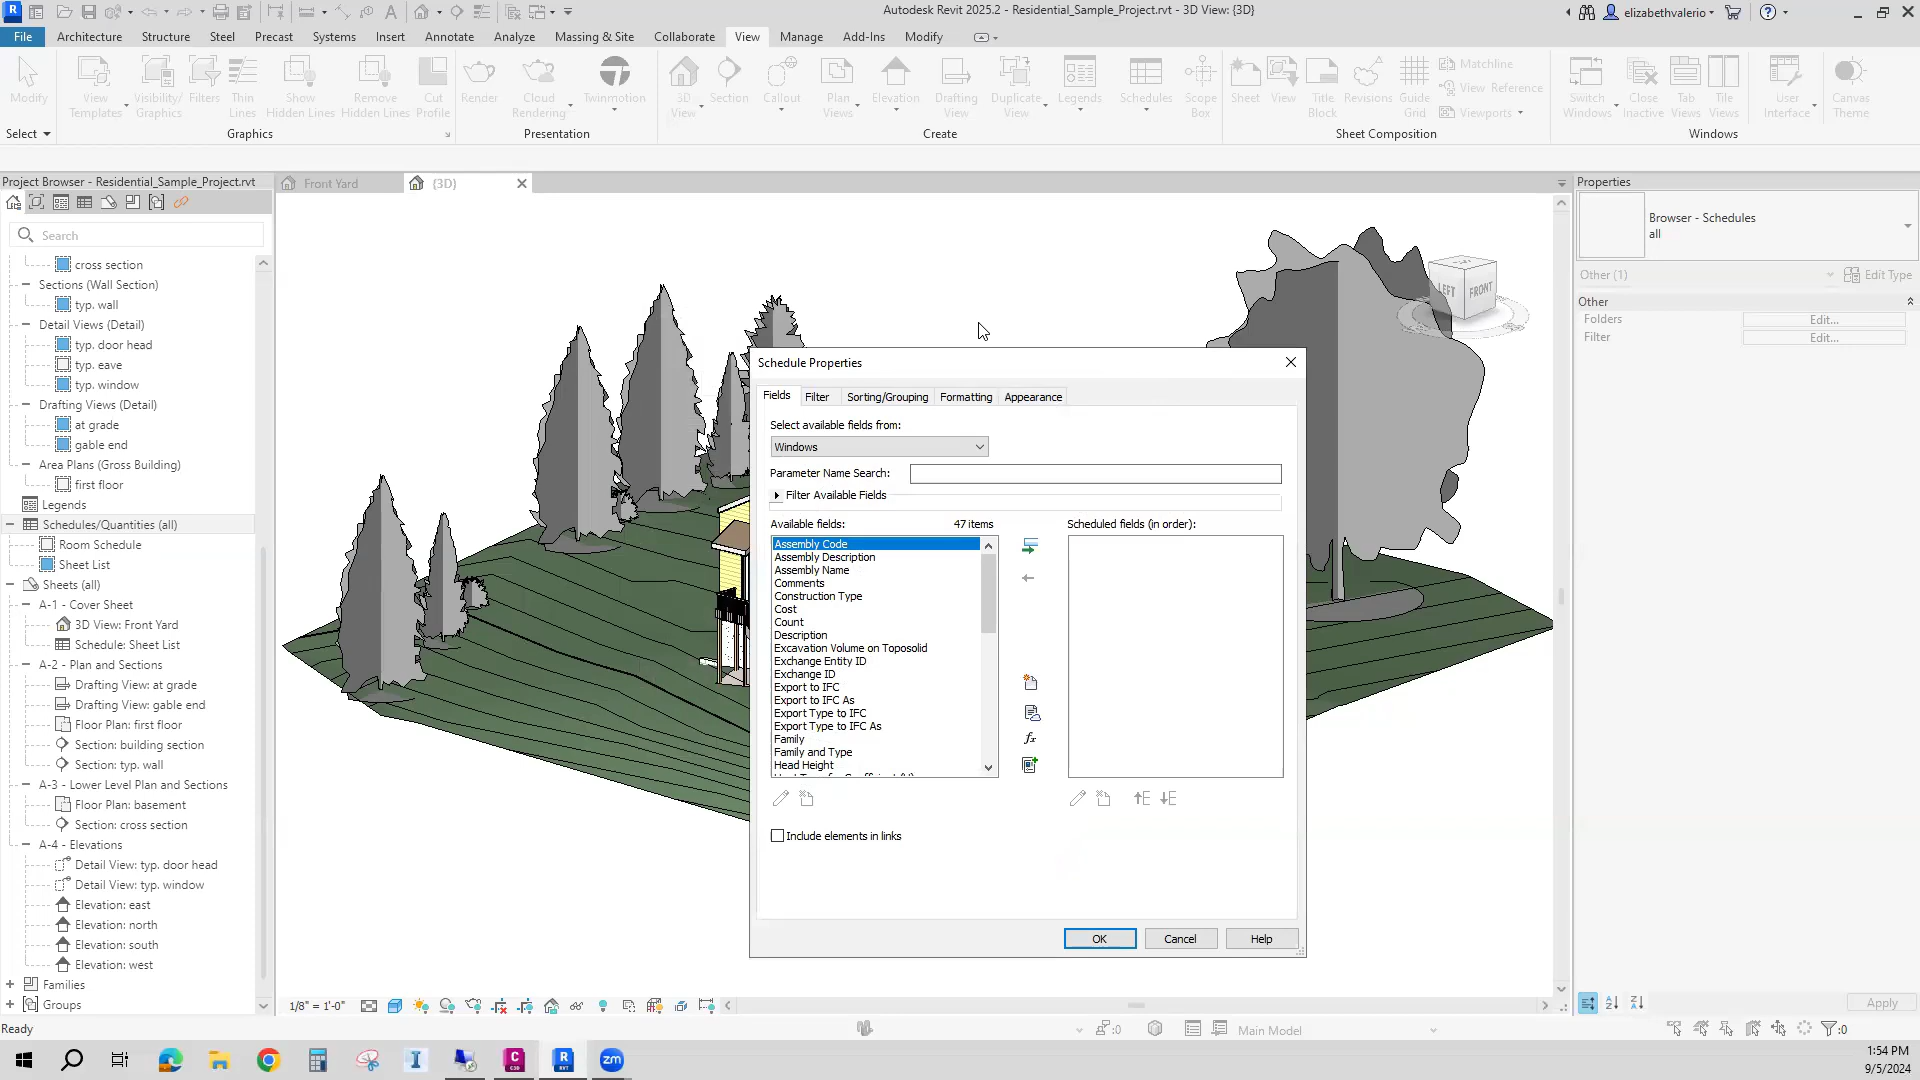 Autodesk Revit 2025.2 - Residential_Sample_Project.rvt - 3D View: {3D}
elizabethvalerio
File
Architecture
Structure
Steel
Precast
Systems
Insert
Annotate
Analyze
Massing & Site
Collaborate
View
Manage
Add-Ins
Modify
Modify
View
Templates
Visibility/
Graphics
Filters
Thin
Lines
Show
Hidden Lines
Remove
Hidden Lines
Cut
Profile
Render
Cloud
Rendering
Twinmotion
3D
View
Section
Callout
Plan
Views
Elevation
Drafting
View
Duplicate
View
Legends
Schedules
Scope
Box
Sheet
View
Title
Block
Revisions
Guide
Grid
Matchline
View Reference
Viewports
Switch
Windows
Close
Inactive
Tab
Views
Tile
Views
User
Interface
Canvas
Theme
Select
Graphics
Presentation
Create
Sheet Composition
Windows
Project Browser - Residential_Sample_Project.rvt
Search
cross section
Sections (Wall Section)
typ. wall
Detail Views (Detail)
typ. door head
typ. eave
typ. window
Drafting Views (Detail)
at grade
gable end
Area Plans (Gross Building)
first floor
Legends
Schedules/Quantities (all)
Room Schedule
Sheet List
Sheets (all)
A-1 - Cover Sheet
3D View: Front Yard
Schedule: Sheet List
A-2 - Plan and Sections
Drafting View: at grade
Drafting View: gable end
Floor Plan: first floor
Section: building section
Section: typ. wall
A-3 - Lower Level Plan and Sections
Floor Plan: basement
Section: cross section
A-4 - Elevations
Detail View: typ. door head
Detail View: typ. window
Elevation: east
Elevation: north
Elevation: south
Elevation: west
Families
Groups
Front Yard
{3D}
LEFT
FRONT
Schedule Properties
Fields
Filter
Sorting/Grouping
Formatting
Appearance
Select available fields from:
Windows
Parameter Name Search:
Filter Available Fields
Available fields:
47 items
Scheduled fields (in order):
Assembly Code
Assembly Description
Assembly Name
Comments
Construction Type
Cost
Count
Description
Excavation Volume on Toposolid
Exchange Entity ID
Exchange ID
Export to IFC
Export to IFC As
Export Type to IFC
Export Type to IFC As
Family
Family and Type
Head Height
fx
Include elements in links
OK
Cancel
Help
Properties
Browser - Schedules
all
Other (1)
Edit Type
Other
Folders
Edit...
Filter
Edit...
Apply
1/8" = 1'-0"
Ready
:0
Main Model
:0
zm
1:54 PM
9/5/2024